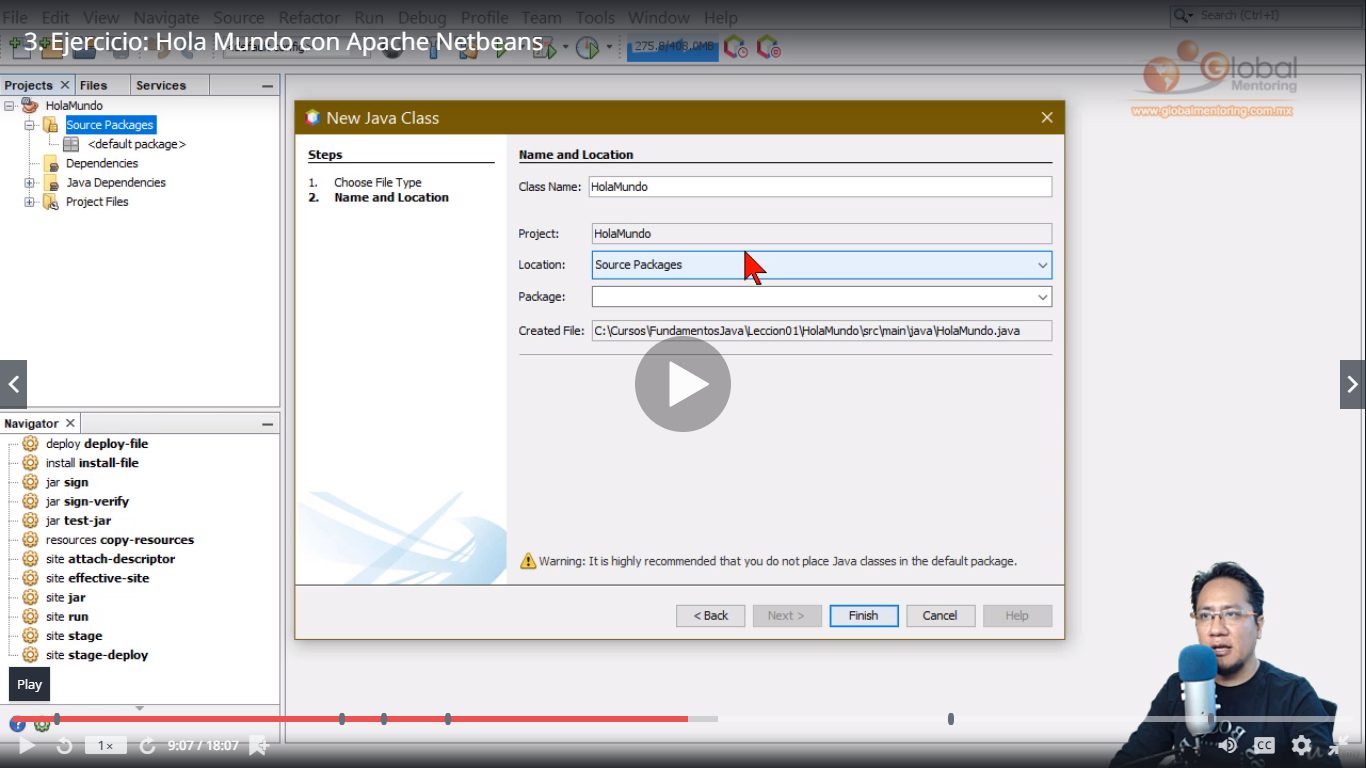 File Edit View Navigate Source Refactor Run Debug Profile Team Tools Window Help
Search (Ctrl+I)
3. Ejercicio: Hola Mundo con Apache Netbeans
275.8/408.0MB
Global
Mentoring
www.globalmentoring.com.mx
Projects Files Services
HolaMundo
Source Packages
<default package>
Dependencies
Java Dependencies
Project Files
New Java Class
Steps
1. Choose File Type
2. Name and Location
Name and Location
Class Name: HolaMundo
Project: HolaMundo
Location: Source Packages
Package:
Created File: C:\Cursos\FundamentosJava\Leccion01\HolaMundo\src\main\java\HolaMundo.java
Warning: It is highly recommended that you do not place Java classes in the default package.
< Back Next > Finish Cancel Help
Navigator
deploy deploy-file
install install-file
jar sign
jar sign-verify
jar test-jar
resources copy-resources
site attach-descriptor
site effective-site
site jar
site run
site stage
site stage-deploy
Play
1x
9:07 / 18:07
CC